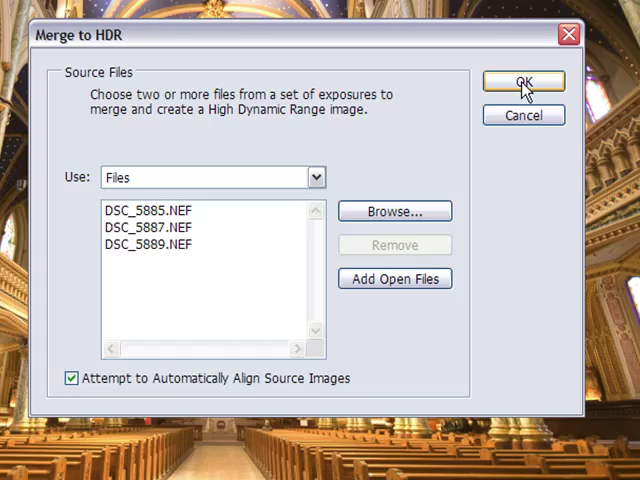 Merge to HDR
Source Files
Choose two or more files from a set of exposures to
merge and create a High Dynamic Range image.
OK
Cancel
Use: Files
DSC_5885.NEF
DSC_5887.NEF
DSC_5889.NEF
Browse...
Remove
Add Open Files
Attempt to Automatically Align Source Images